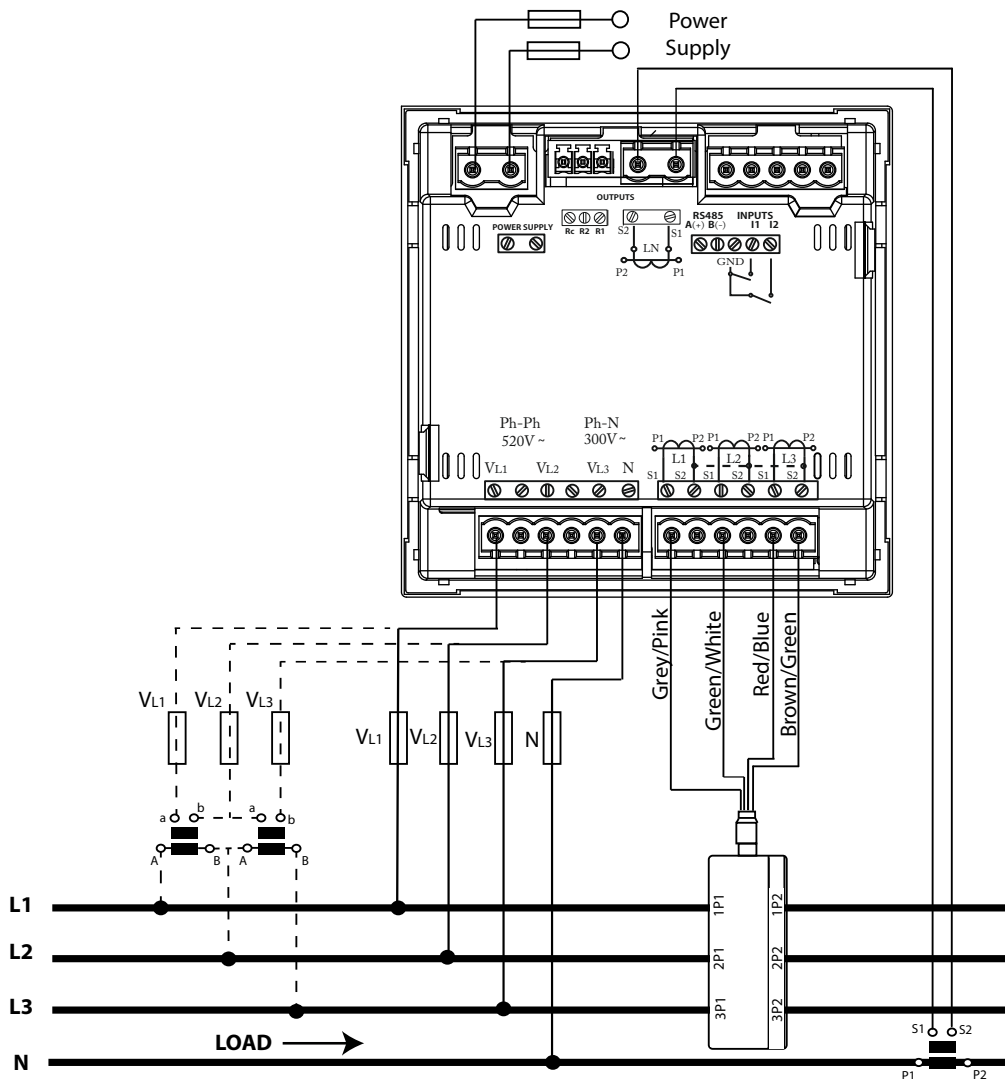 Power
Supply
OUTPUTS
POWER SUPPLY
Rc R2 R1
S2 S1
LN
P2 P1
RS485 INPUTS
A(+) B(-) I1 I2
GND
Ph-Ph
520V ~
Ph-N
300V ~
P1 P2 P1 P2 P1 P2
L1 L2 L3
VL1 VL2 VL3 N
S1 S2 S1 S2 S1 S2
Grey/Pink
Green/White
Red/Blue
Brown/Green
VL1 VL2 VL3
VL1 VL2 VL3 N
a b a b
A B A B
L1
L2
L3
N
LOAD
1P1 1P2
2P1 2P2
3P1 3P2
S1 S2
P1 P2